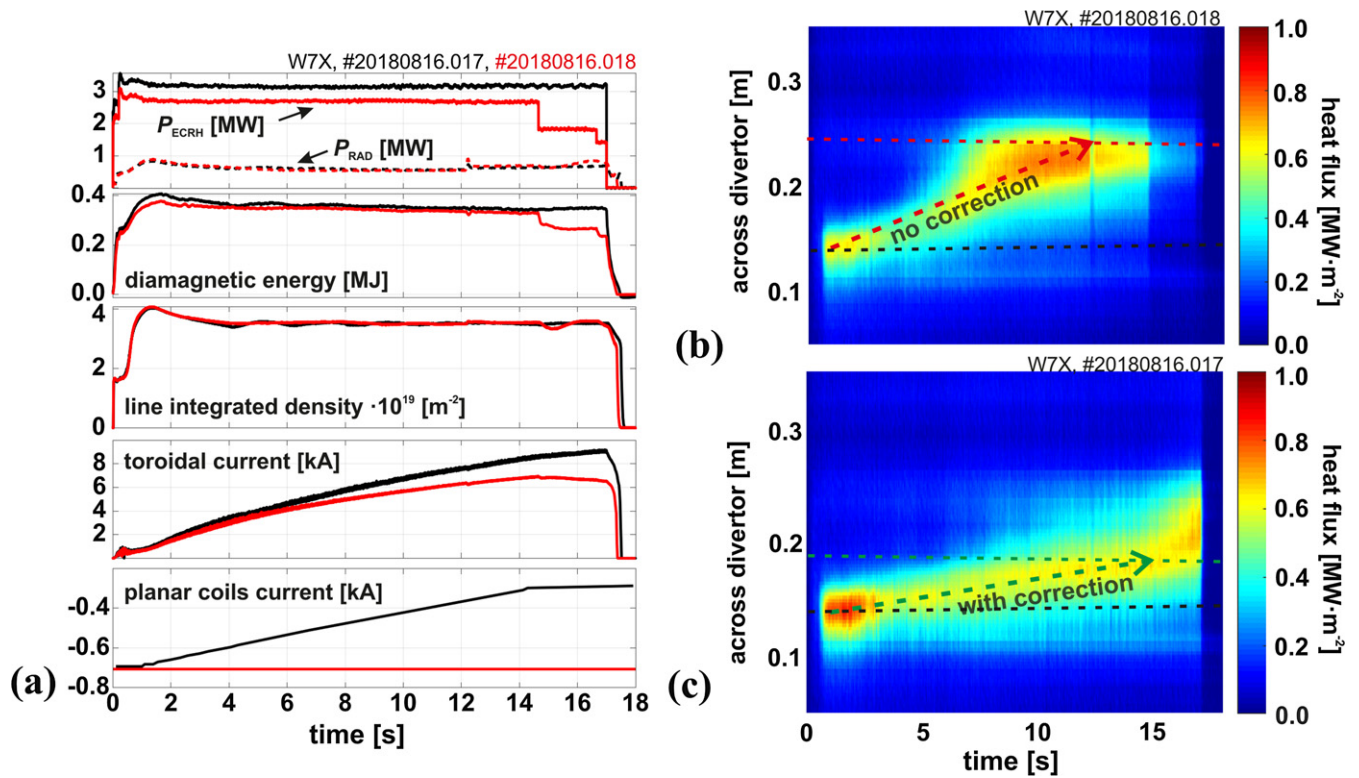 W7X, #20180816.017, #20180816.018
3
2
1
P_ECRH [MW]
P_RAD [MW]
0.4
0.2
0.0
diamagnetic energy [MJ]
4
2
0
line integrated density ·10¹⁹ [m⁻²]
8
6
4
2
toroidal current [kA]
-0.4
-0.6
-0.8
planar coils current [kA]
(a)
0 2 4 6 8 10 12 14 16 18
time [s]
W7X, #20180816.018
across divertor [m]
0.3
0.2
0.1
no correction
(b)
1.0
0.8
0.6
0.4
0.2
0.0
heat flux [MW·m⁻²]
W7X, #20180816.017
across divertor [m]
0.3
0.2
0.1
with correction
(c)
0 5 10 15
time [s]
1.0
0.8
0.6
0.4
0.2
0.0
heat flux [MW·m⁻²]